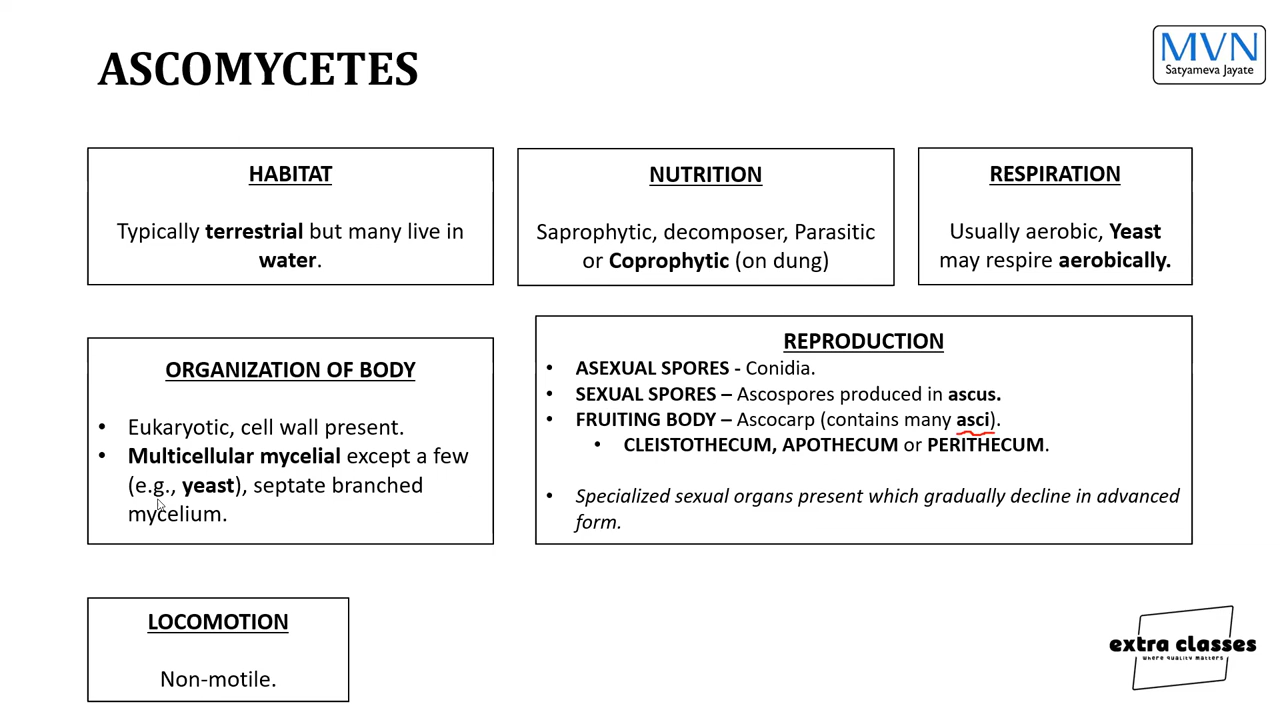 ASCOMYCETES
MVN
Satyameva Jayate
HABITAT
Typically terrestrial but many live in
water.
NUTRITION
Saprophytic, decomposer, Parasitic
or Coprophytic (on dung)
RESPIRATION
Usually aerobic, Yeast
may respire aerobically.
ORGANIZATION OF BODY
• Eukaryotic, cell wall present.
• Multicellular mycelial except a few
(e.g., yeast), septate branched
mycelium.
REPRODUCTION
• ASEXUAL SPORES - Conidia.
• SEXUAL SPORES – Ascospores produced in ascus.
• FRUITING BODY – Ascocarp (contains many asci).
• CLEISTOTHECUM, APOTHECUM or PERITHECUM.
• Specialized sexual organs present which gradually decline in advanced
form.
LOCOMOTION
Non-motile.
extra classes
where quality matters